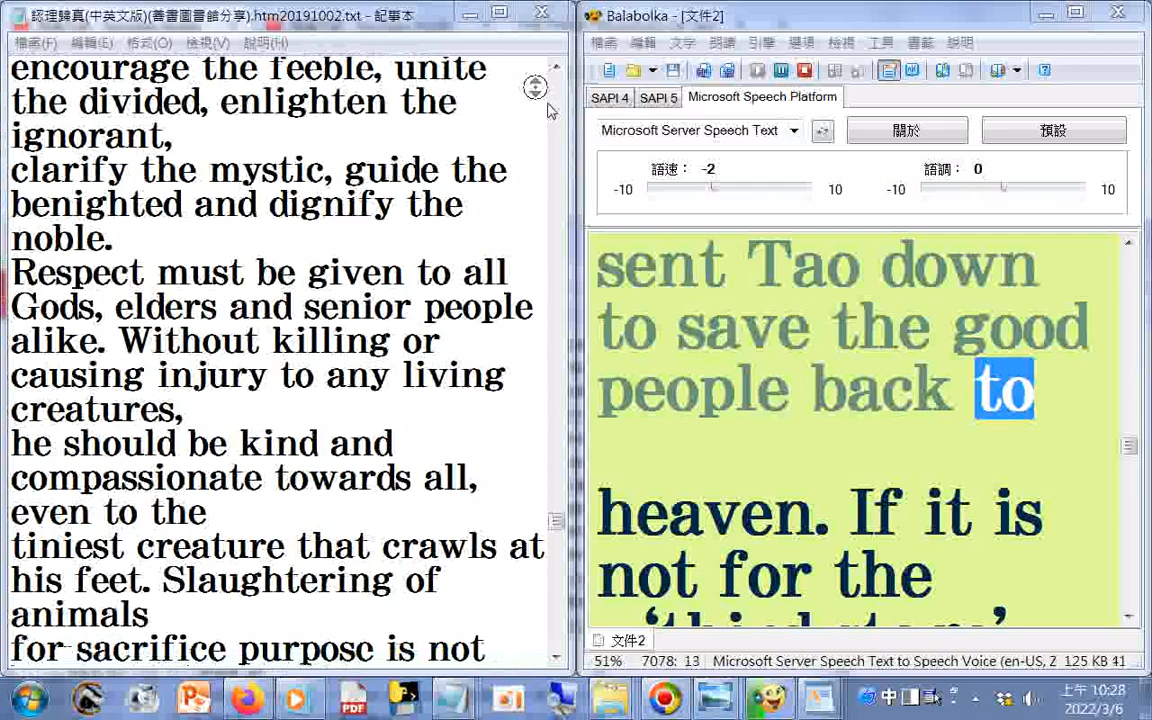 認理歸真(中英文版)(善書圖書館分享).htm20191002.txt - 記事本
檔案(F) 編輯(E) 格式(O) 檢視(V) 說明(H)
encourage the feeble, unite
the divided, enlighten the
ignorant,
clarify the mystic, guide the
benighted and dignify the
noble.
Respect must be given to all
Gods, elders and senior people
alike. Without killing or
causing injury to any living
creatures,
he should be kind and
compassionate towards all,
even to the
tiniest creature that crawls at
his feet. Slaughtering of
animals
for sacrifice purpose is not
Balabolka - [文件2]
檔案 編輯 文字 朗讀 引擎 選項 檢視 工具 書籤 說明
SAPI 4 SAPI 5 Microsoft Speech Platform
Microsoft Server Speech Text 關於 預設
語速： -2 語調： 0
-10 10 -10 10
sent Tao down
to save the good
people back to
heaven. If it is
not for the
'third stage'
文件2
51% 7078: 13 Microsoft Server Speech Text to Speech Voice (en-US, Z 125 KB 41
PDF 中 上午 10:28
2022/3/6